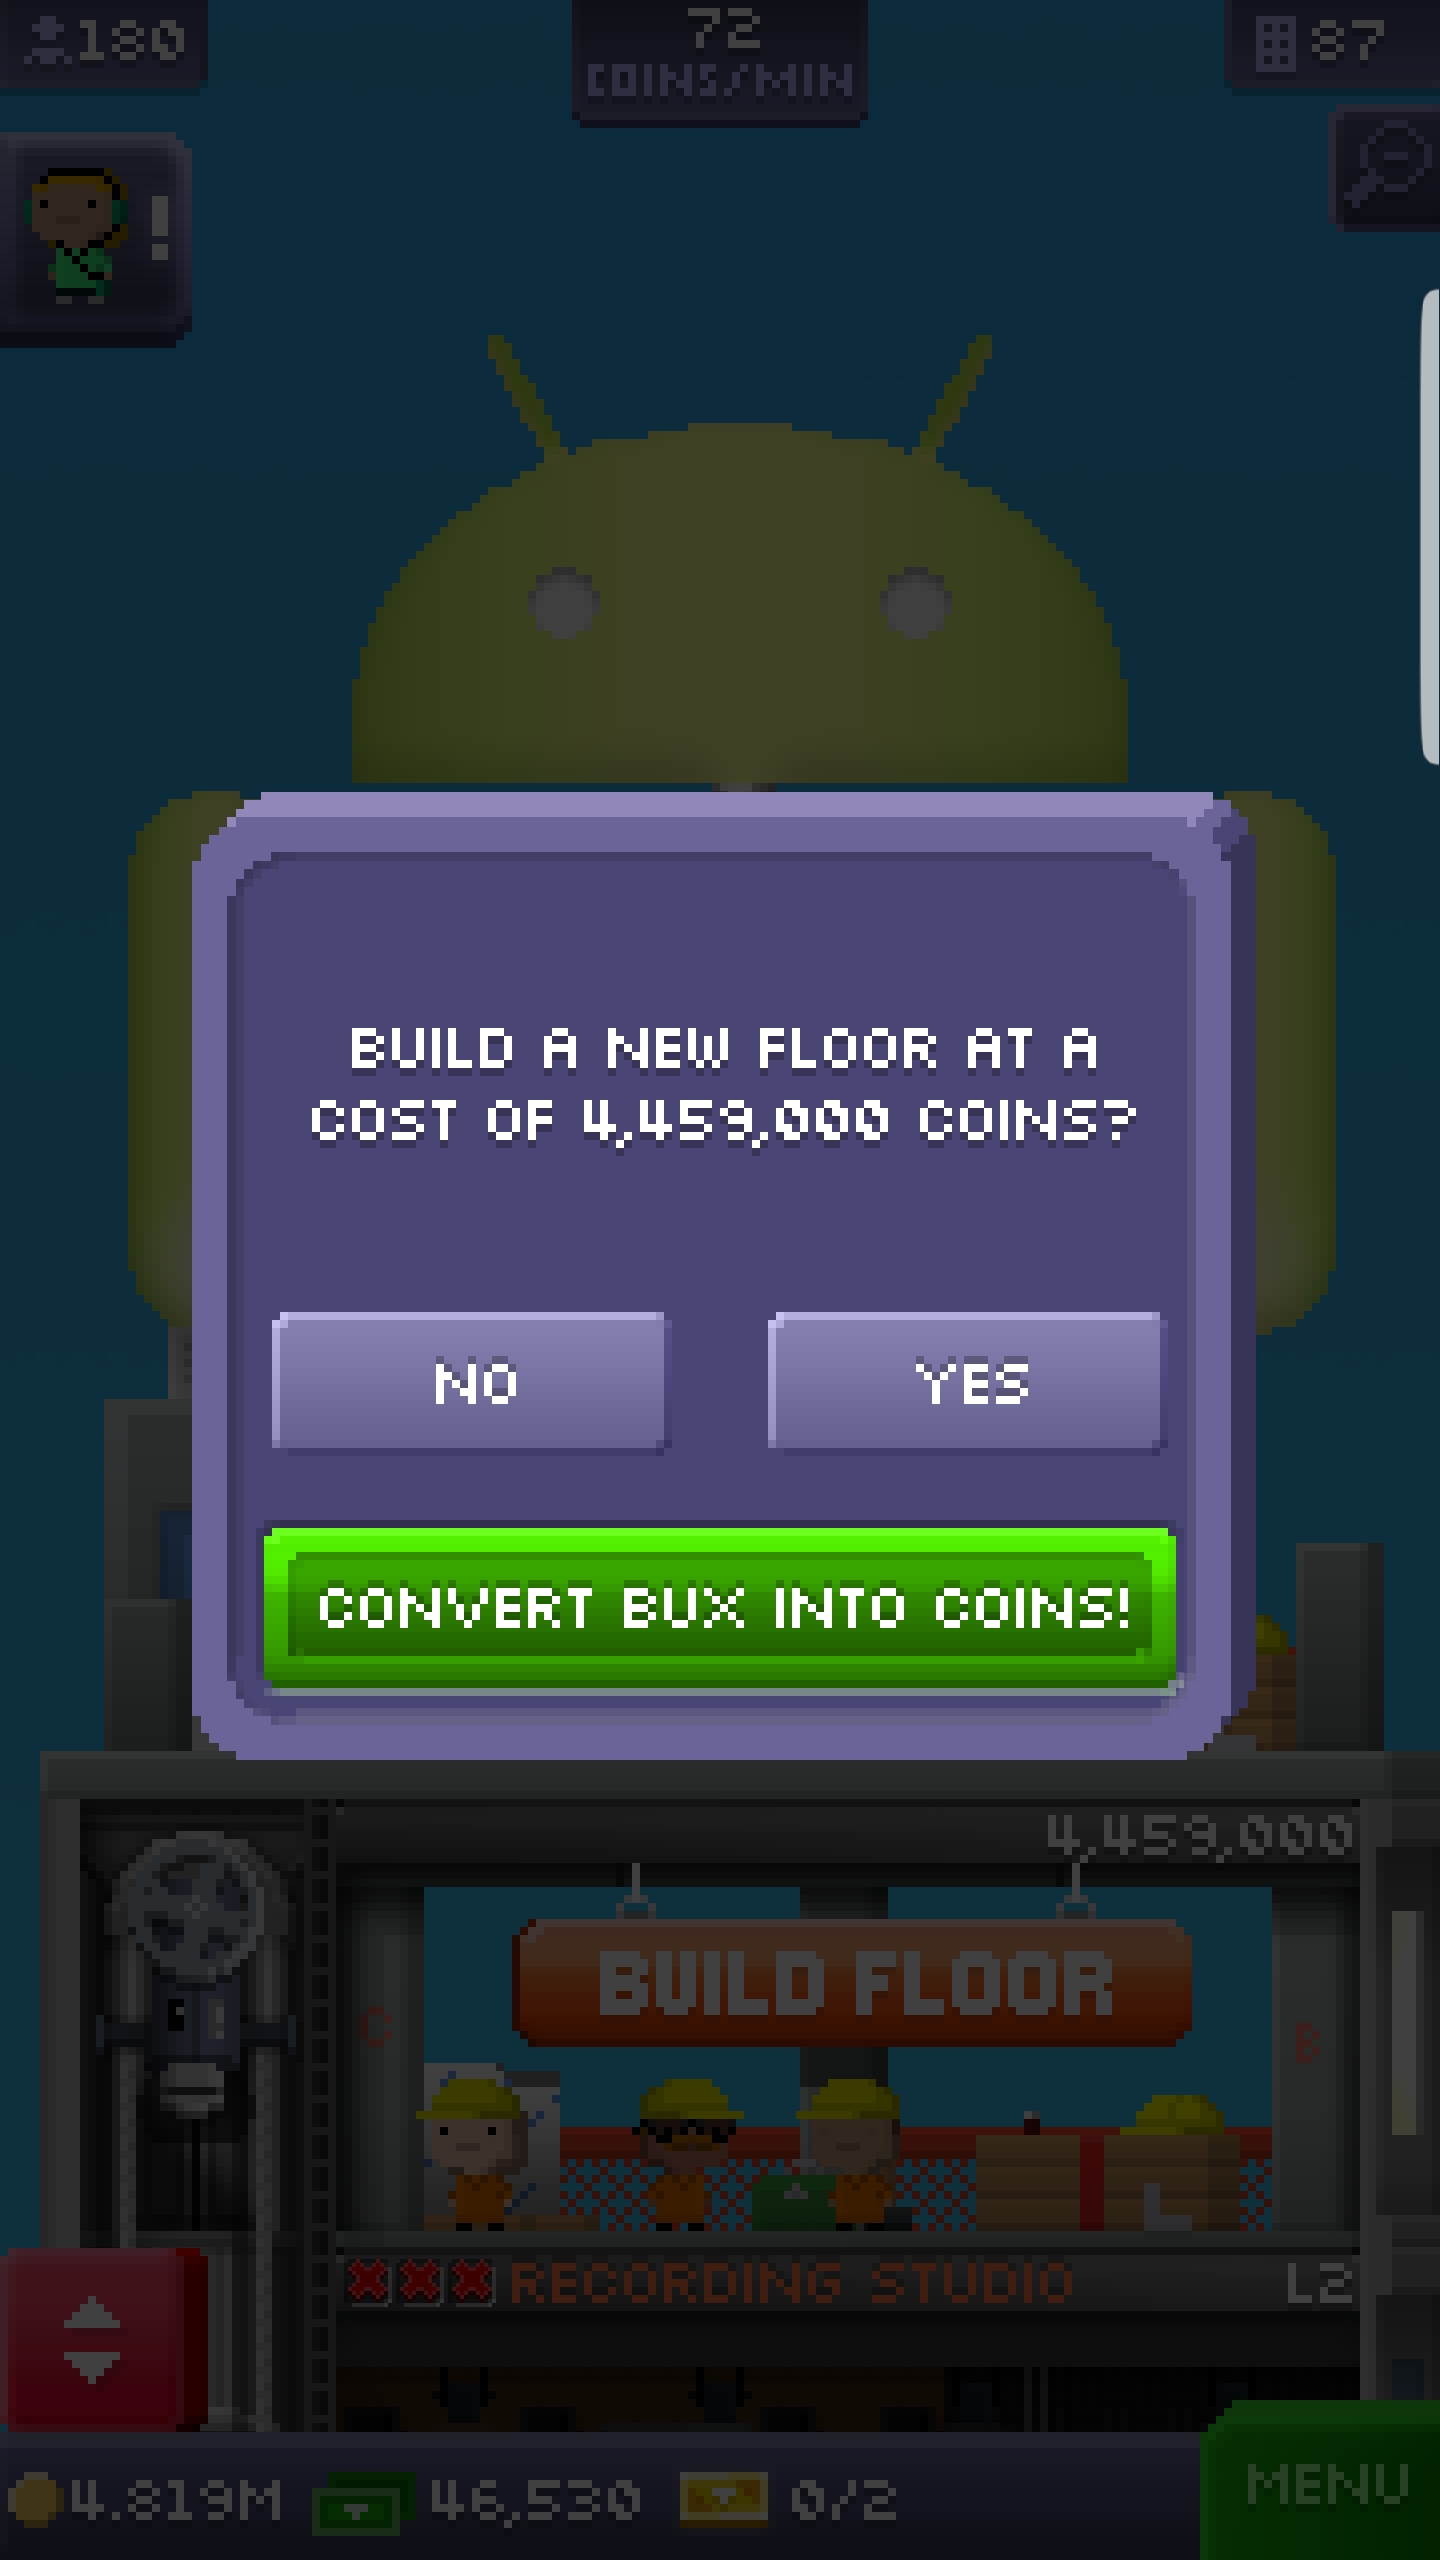 180
72
COINS/MIN
87
!
BUILD A NEW FLOOR AT A
COST OF 4,459,000 COINS?
NO
YES
CONVERT BUX INTO COINS!
4,459,000
BUILD FLOOR
C
B
L
RECORDING STUDIO
L2
4.819M
46,530
0/2
MENU